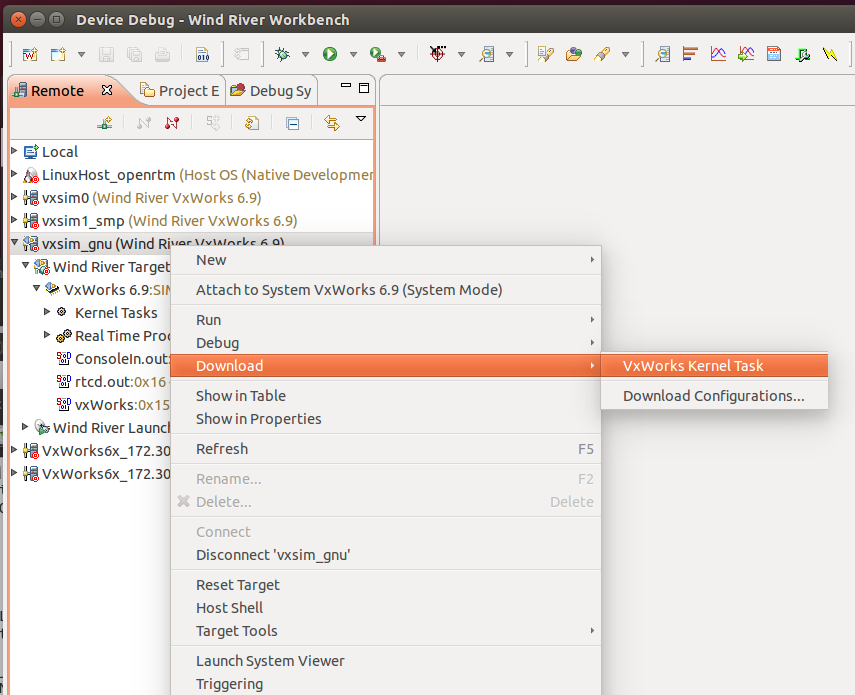 Device Debug - Wind River Workbench
Remote
Project E
Debug Sy
Local
LinuxHost_openrtm (Host OS (Native Developmen
vxsim0 (Wind River VxWorks 6.9)
vxsim1_smp (Wind River VxWorks 6.9)
vxsim_gnu (Wind River VxWorks 6.9)
Wind River Target
VxWorks 6.9:SIM
Kernel Tasks
Real Time Proc
ConsoleIn.out:
rtcd.out:0x16
vxWorks:0x15
Wind River Launch
VxWorks6x_172.30
VxWorks6x_172.30
New
Attach to System VxWorks 6.9 (System Mode)
Run
Debug
Download
Show in Table
Show in Properties
Refresh F5
Rename... F2
Delete... Delete
Connect
Disconnect 'vxsim_gnu'
Reset Target
Host Shell
Target Tools
Launch System Viewer
Triggering
VxWorks Kernel Task
Download Configurations...